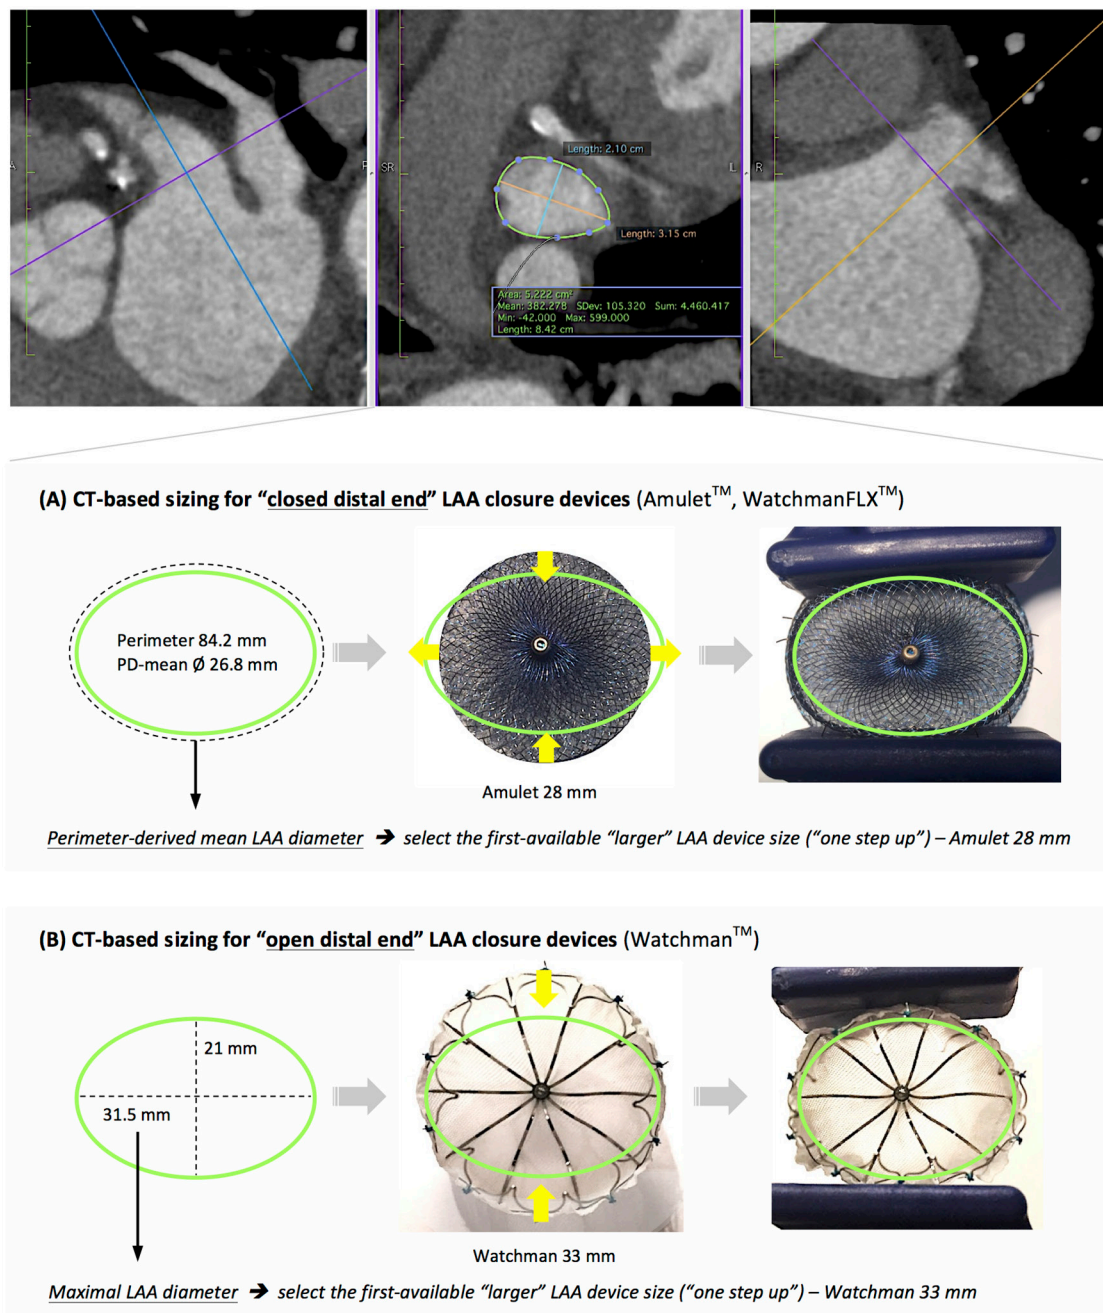 A
P
SR
L
R
Length: 2.10 cm
Length: 3.15 cm
Area: 5.222 cm²
Mean: 382.278 SDev: 105.320 Sum: 4,460.417
Min: -42.000 Max: 599.000
Length: 8.42 cm
(A) CT-based sizing for “closed distal end” LAA closure devices (Amulet™, WatchmanFLX™)
Perimeter 84.2 mm
PD-mean Ø 26.8 mm
Amulet 28 mm
Perimeter-derived mean LAA diameter ➔ select the first-available “larger” LAA device size (“one step up”) – Amulet 28 mm
(B) CT-based sizing for “open distal end” LAA closure devices (Watchman™)
21 mm
31.5 mm
Watchman 33 mm
Maximal LAA diameter ➔ select the first-available “larger” LAA device size (“one step up”) – Watchman 33 mm